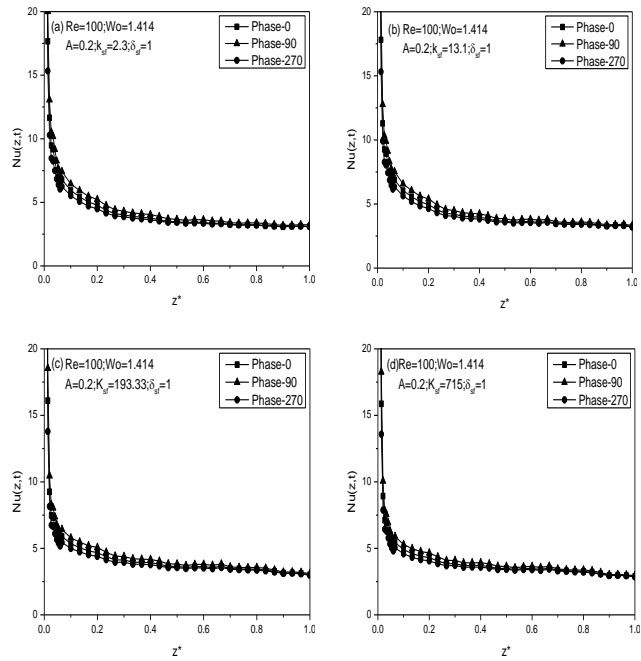 (a) Re=100;Wo=1.414
A=0.2;k_sf=2.3;δ_sf=1
Phase-0
Phase-90
Phase-270
20
15
10
5
0
Nu(z,t)
0.0 0.2 0.4 0.6 0.8 1.0
z*
(b) Re=100;Wo=1.414
A=0.2;k_sf=13.1;δ_sf=1
Phase-0
Phase-90
Phase-270
20
15
10
5
0
Nu(z,t)
0.0 0.2 0.4 0.6 0.8 1.0
z*
(c) Re=100;Wo=1.414
A=0.2;K_sf=193.33;δ_sf=1
Phase-0
Phase-90
Phase-270
20
15
10
5
0
Nu(z,t)
0.0 0.2 0.4 0.6 0.8 1.0
z*
(d)Re=100;Wo=1.414
A=0.2;K_sf=715;δ_sf=1
Phase-0
Phase-90
Phase-270
20
15
10
5
0
Nu(z,t)
0.0 0.2 0.4 0.6 0.8 1.0
z*